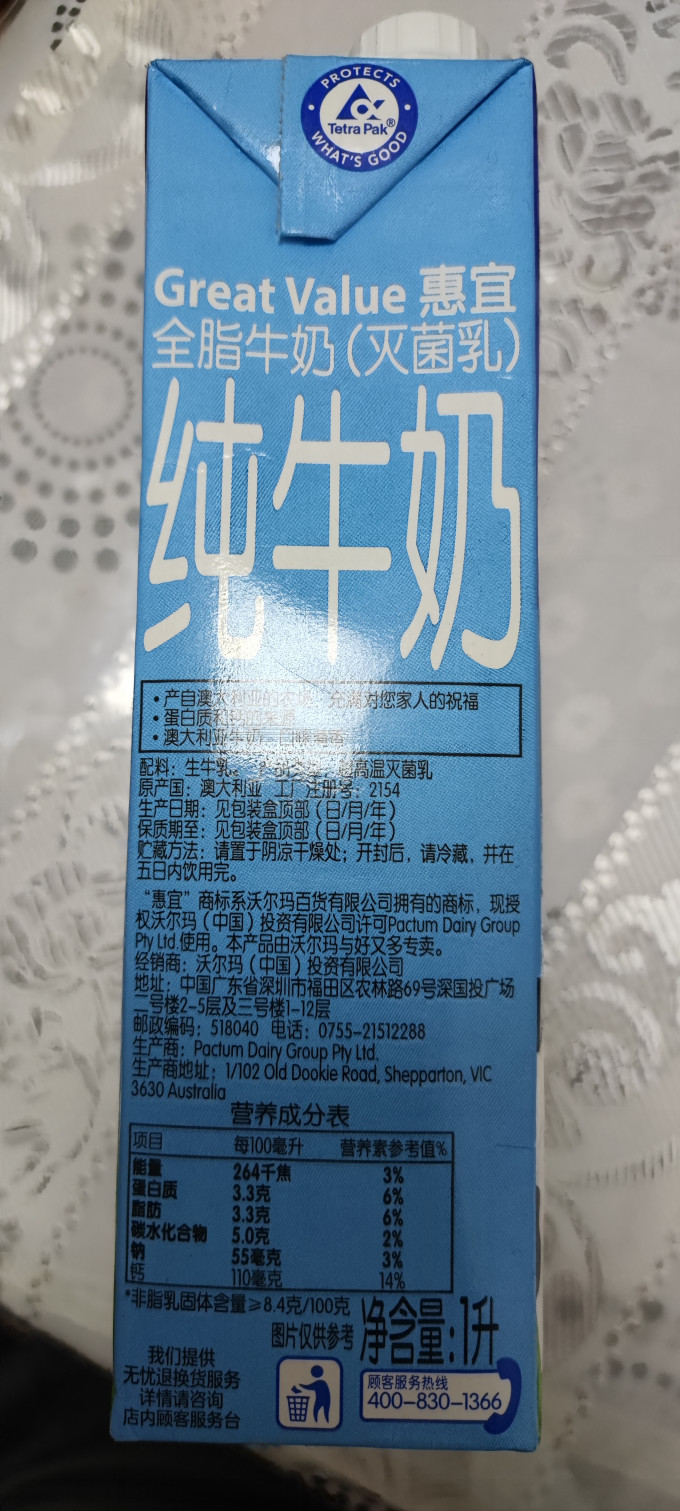 PROTECTS
Tetra Pak®
WHAT'S GOOD
Great Value 惠宜
全脂牛奶(灭菌乳)
纯牛奶
•产自澳大利亚的农场 充满对您家人的祝福
•蛋白质和钙的来源
•澳大利亚牛奶
配料:生牛乳。 超高温灭菌乳
原产国:澳大利亚 工厂注册号:2154
生产日期:见包装盒顶部(日/月/年)
保质期至:见包装盒顶部(日/月/年)
贮藏方法:请置于阴凉干燥处;开封后,请冷藏,并在
五日内饮用完。
“惠宜”商标系沃尔玛百货有限公司拥有的商标,现授
权沃尔玛(中国)投资有限公司许可Pactum Dairy Group
Pty Ltd.使用。本产品由沃尔玛与好又多专卖。
经销商:沃尔玛(中国)投资有限公司
地址:中国广东省深圳市福田区农林路69号深国投广场
二号楼2-5层及三号楼1-12层
邮政编码:518040 电话:0755-21512288
生产商:Pactum Dairy Group Pty Ltd.
生产商地址:1/102 Old Dookie Road, Shepparton, VIC
3630 Australia
营养成分表
项目 每100毫升 营养素参考值%
能量 264千焦 3%
蛋白质 3.3克 6%
脂肪 3.3克 6%
碳水化合物 5.0克 2%
钠 55毫克 3%
钙 110毫克 14%
*非脂乳固体含量≥8.4克/100克
图片仅供参考 净含量:1升
我们提供
无忧退换货服务
详情请咨询
店内顾客服务台
顾客服务热线
400-830-1366